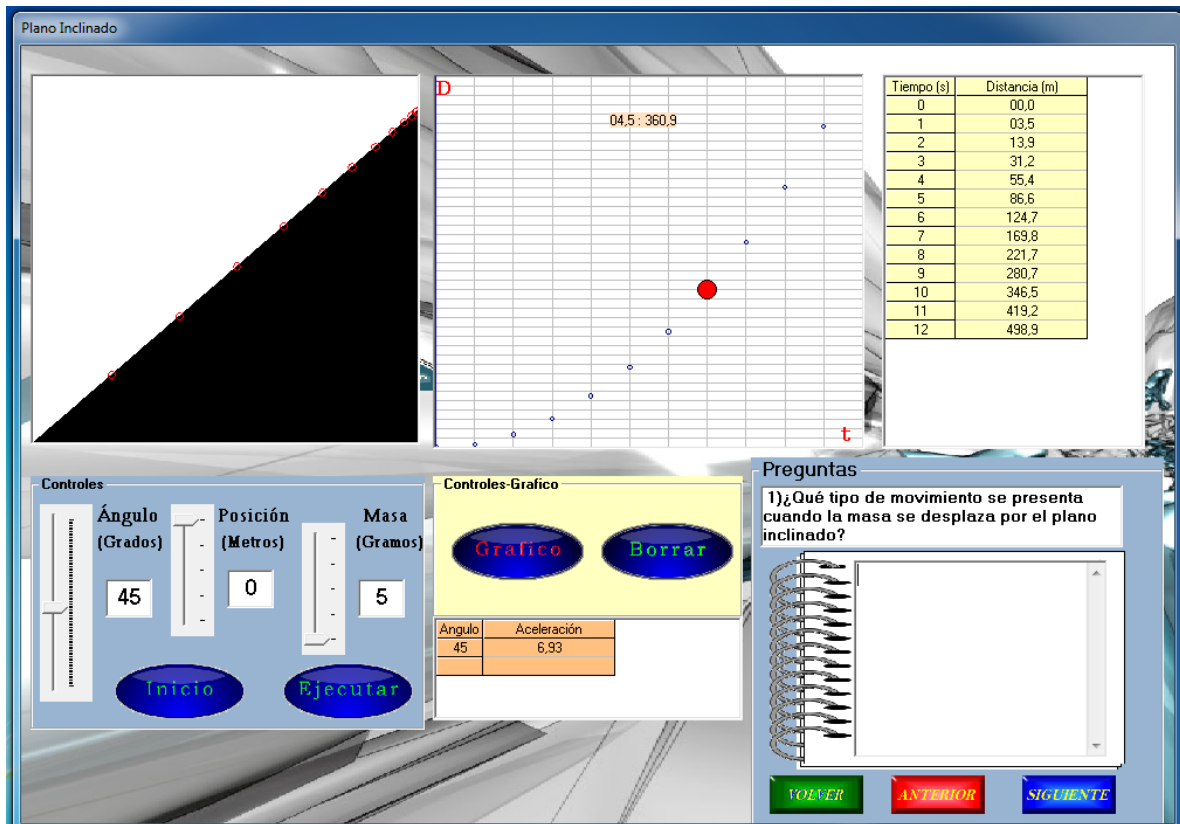 Plano Inclinado
D
04,5 : 360,9
t
Tiempo (s) Distancia (m)
0 00,0
1 03,5
2 13,9
3 31,2
4 55,4
5 86,6
6 124,7
7 169,8
8 221,7
9 280,7
10 346,5
11 419,2
12 498,9
Controles
Ángulo
(Grados)
45
Posición
(Metros)
0
Masa
(Gramos)
5
Inicio
Ejecutar
Controles-Grafico
Grafico
Borrar
Angulo Aceleración
45 6,93
Preguntas
1)¿Qué tipo de movimiento se presenta
cuando la masa se desplaza por el plano
inclinado?
VOLVER
ANTERIOR
SIGUIENTE